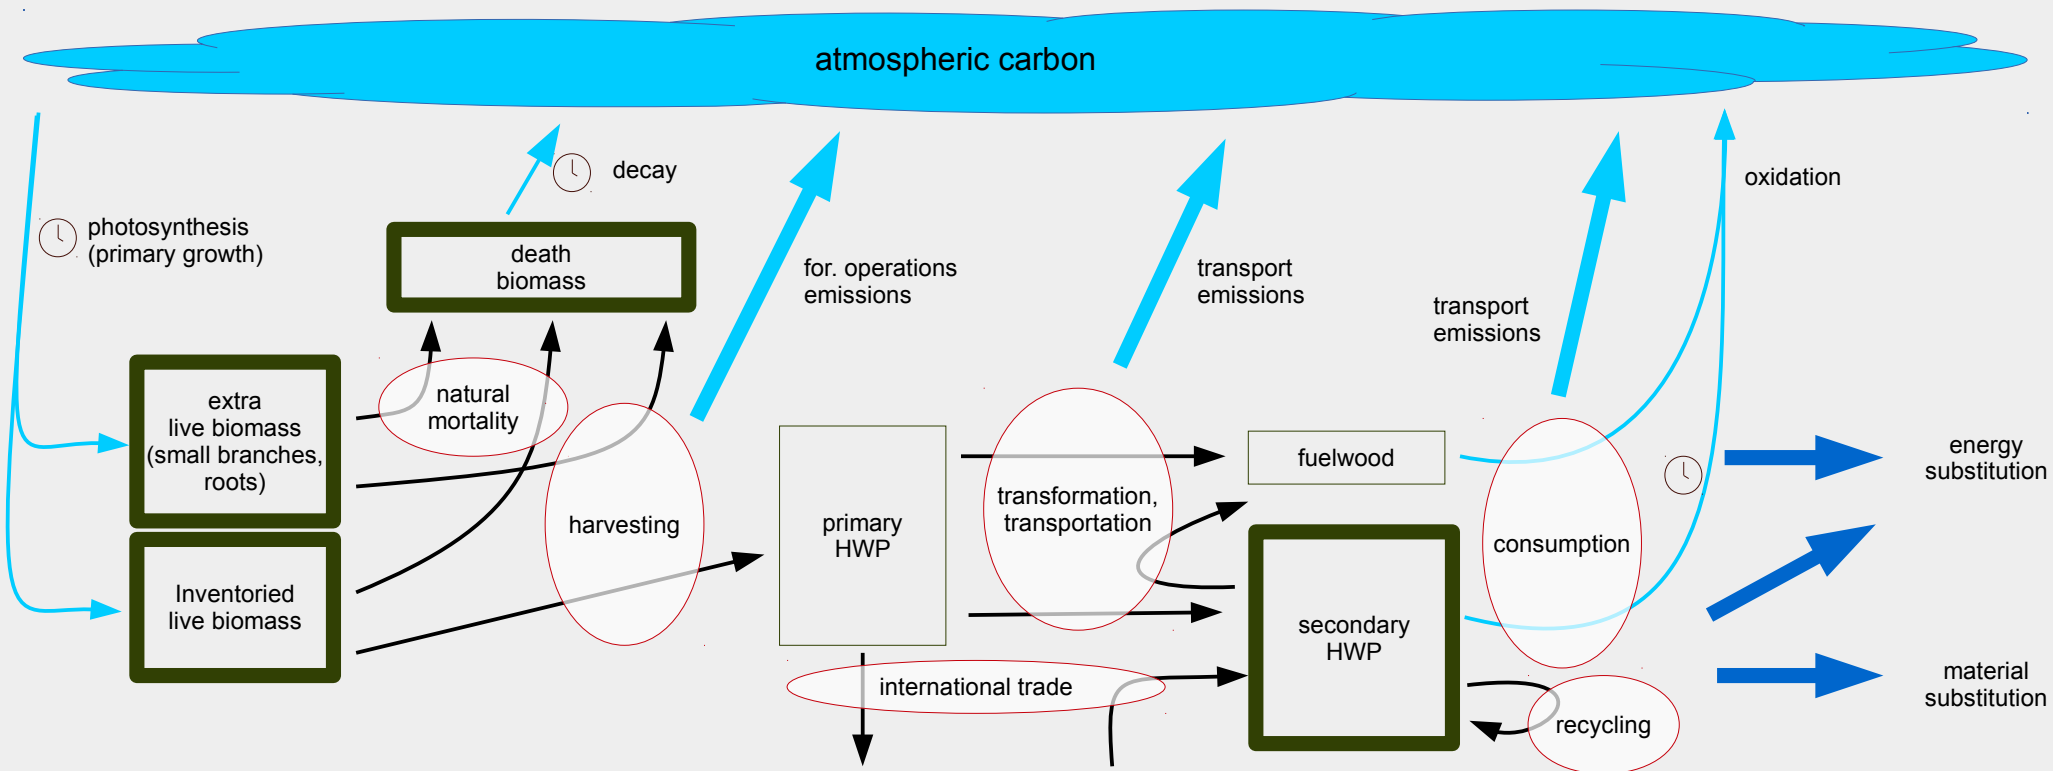 atmospheric carbon
decay
oxidation
photosynthesis
(primary growth)
death
biomass
for. operations
emissions
transport
emissions
transport
emissions
extra
live biomass
(small branches,
roots)
natural
mortality
harvesting
primary
HWP
transformation,
transportation
fuelwood
consumption
energy
substitution
Inventoried
live biomass
secondary
HWP
international trade
material
substitution
recycling